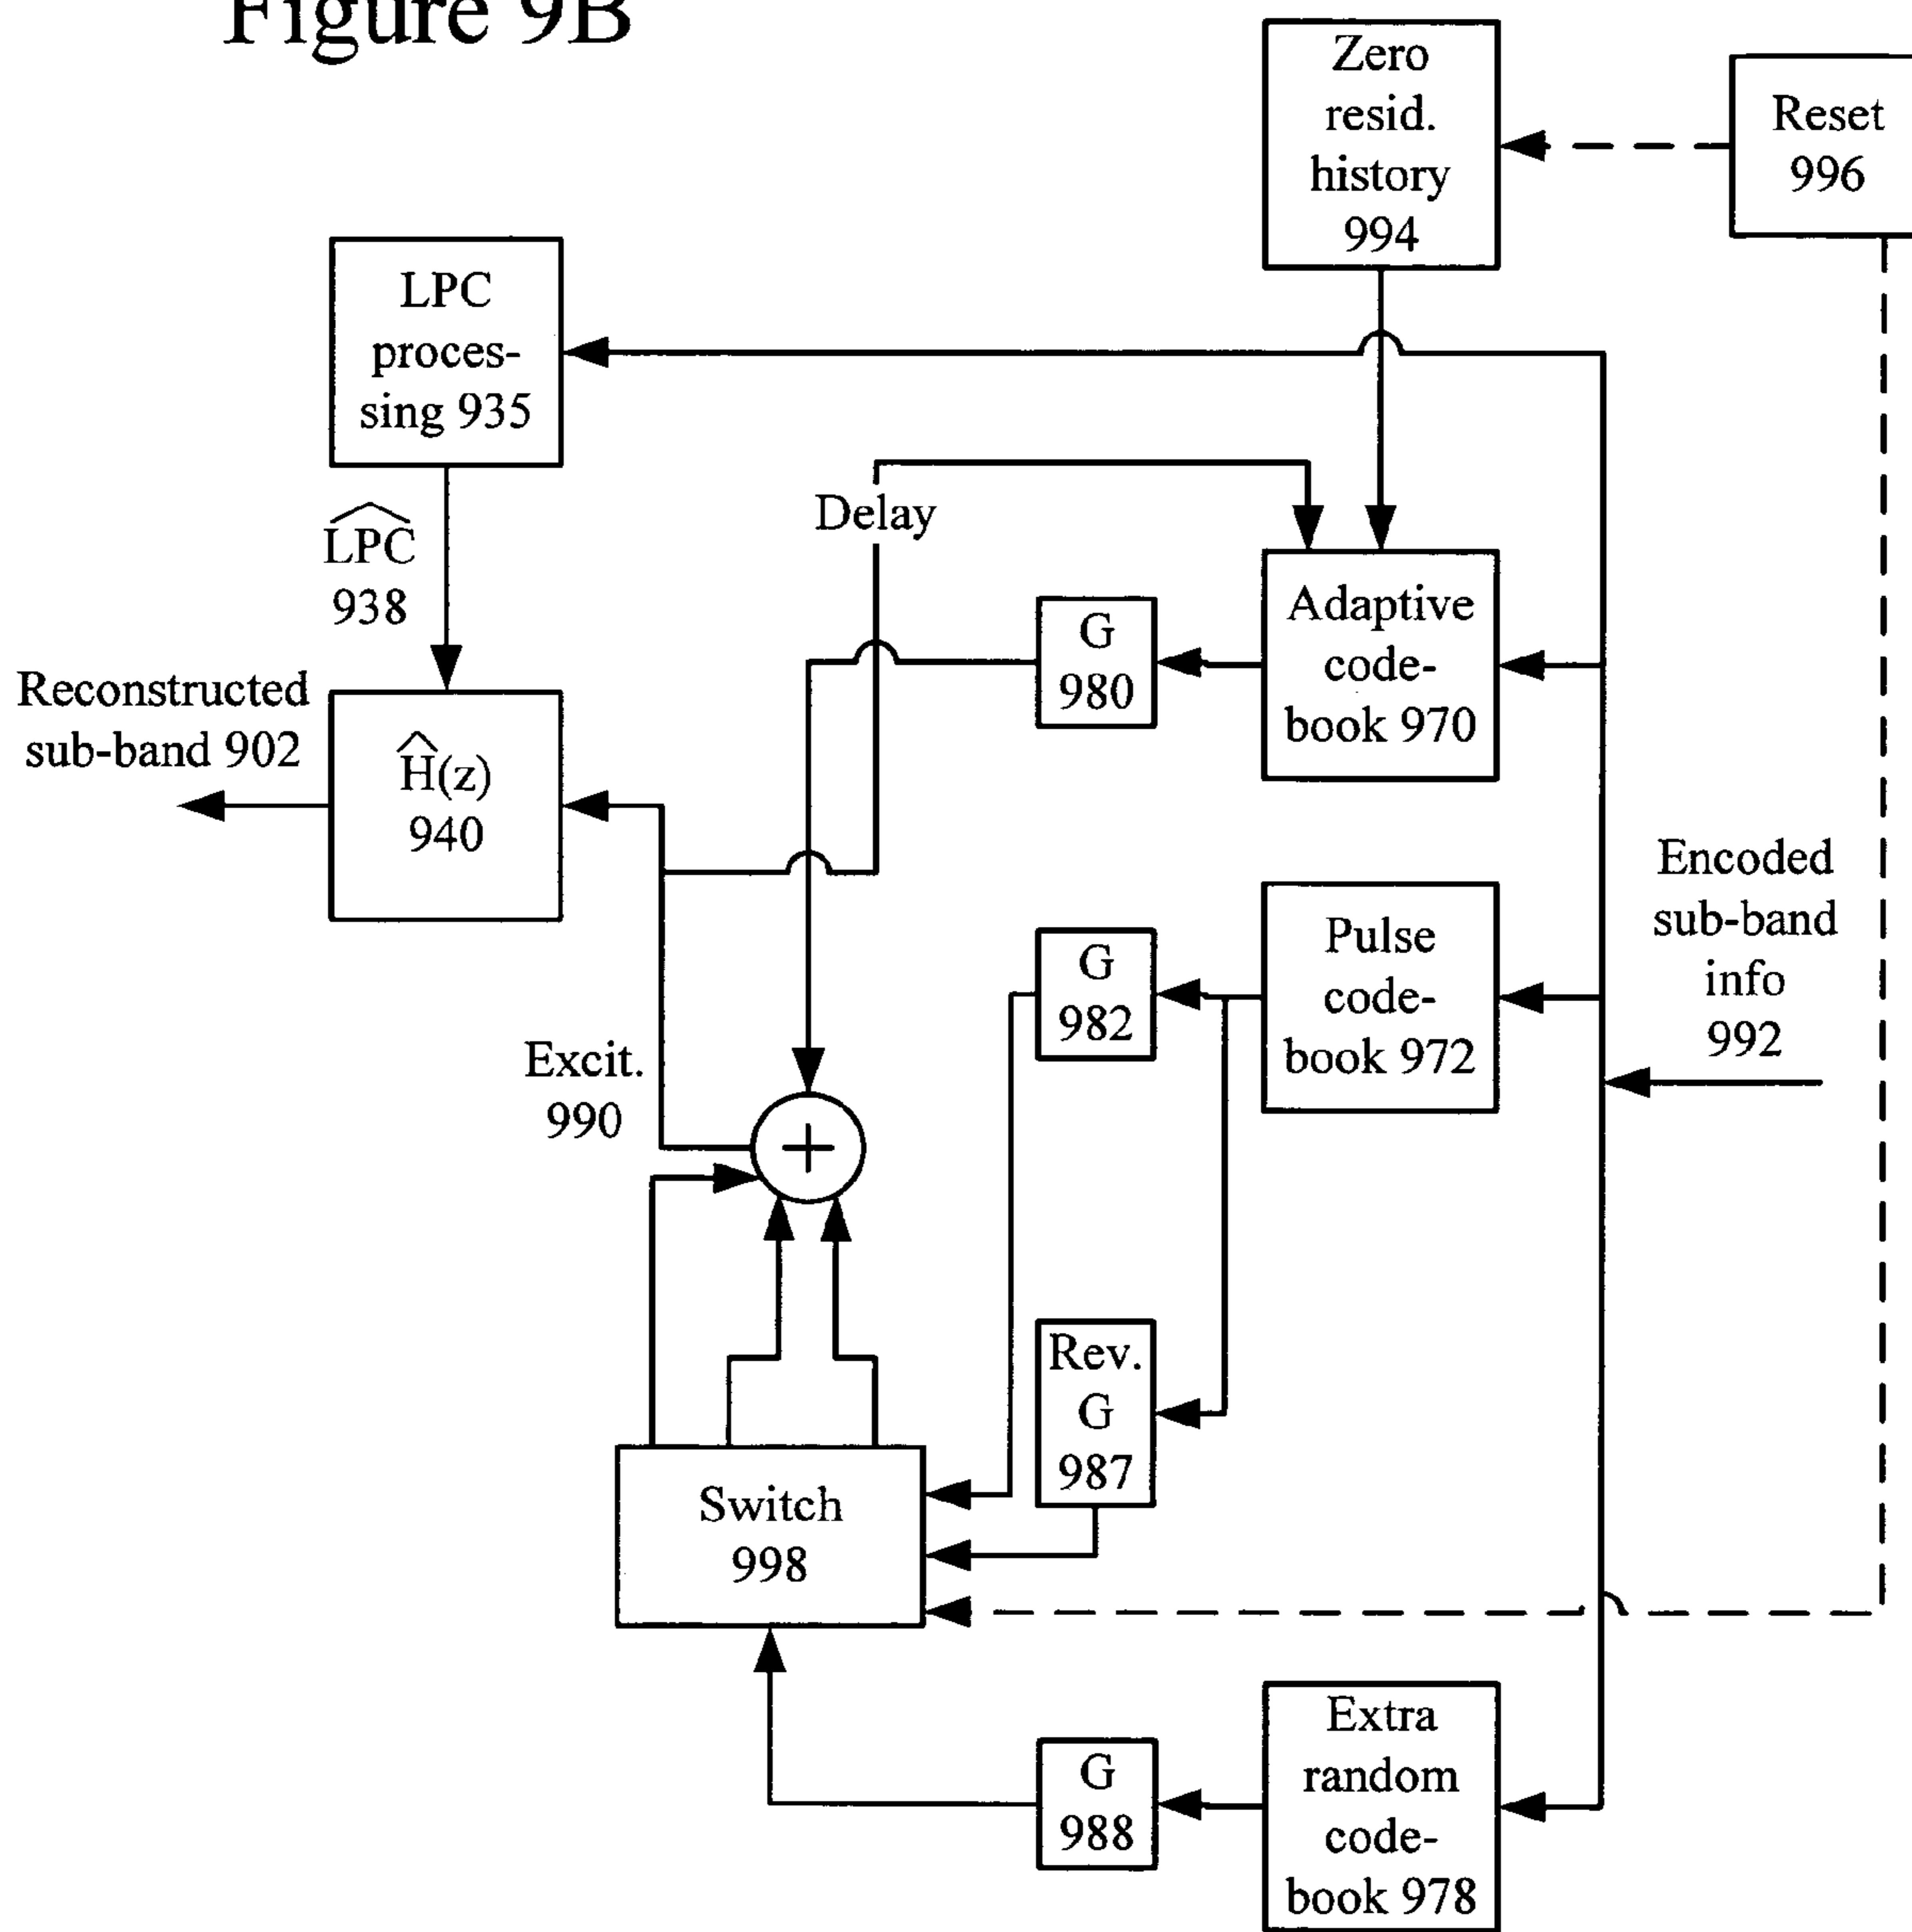 Figure 9B
Zero
resid.
history
994
Reset
996
LPC
proces-
sing 935
Delay
LPC
938
Adaptive
code-
book 970
G
980
Reconstructed
sub-band 902
Ĥ(z)
940
Encoded
sub-band
info
992
Pulse
code-
book 972
G
982
Excit.
990
+
Rev.
G
987
Switch
998
Extra
random
code-
book 978
G
988